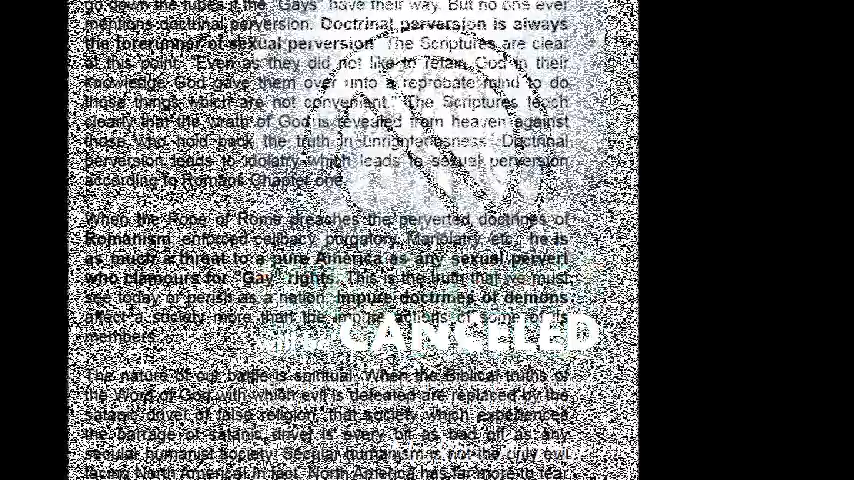 go down the tubes if the "Gays" have their way. But no one ever
mentions doctrinal perversion. Doctrinal perversion is always
the forerunner of sexual perversion. The Scriptures are clear
at this point: "Even as they did not like to retain God in their
knowledge God gave them over unto a reprobate mind to do
those things which are not convenient." The Scriptures teach
clearly that the wrath of God is revealed from heaven against
those who hold back the truth in unrighteousness. Doctrinal
perversion leads to idolatry which leads to sexual perversion
according to Romans Chapter one.
When the Pope of Rome preaches the perverted doctrines of
Romanism enforced celibacy, purgatory, Mariolatry etc., he is
as much a threat to a pure America as any sexual pervert
who clamours for "Gay" rights. This is the truth that we must
see today or perish as a nation. Impure doctrines of demons
affect a society more than the impure actions of some of its
members.
CANCELED
The nature of our battle is spiritual. When the Biblical truths of
the Word of God with which evil is defeated are replaced by the
satanic drivel of false religion, that society which experiences
the barrage of satanic drivel is every bit as bad off as any
secular humanist society. Secular humanism is not the only evil
facing North America! In fact, North America has far more to fear